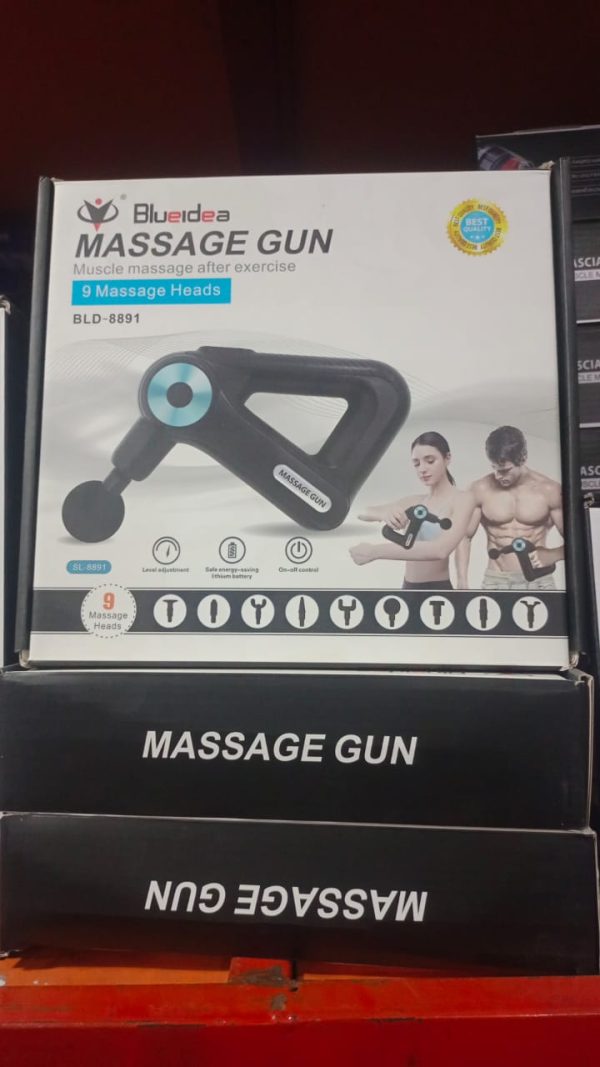 Blueidea
MASSAGE GUN
Muscle massage after exercise
9 Massage Heads
BLD-8891
BEST
QUALITY
MASSAGE GUN
SL-8891
Level adjustment
Safe energy-saving
lithium battery
On-off control
9
Massage
Heads
MASSAGE GUN
MASSAGE GUN